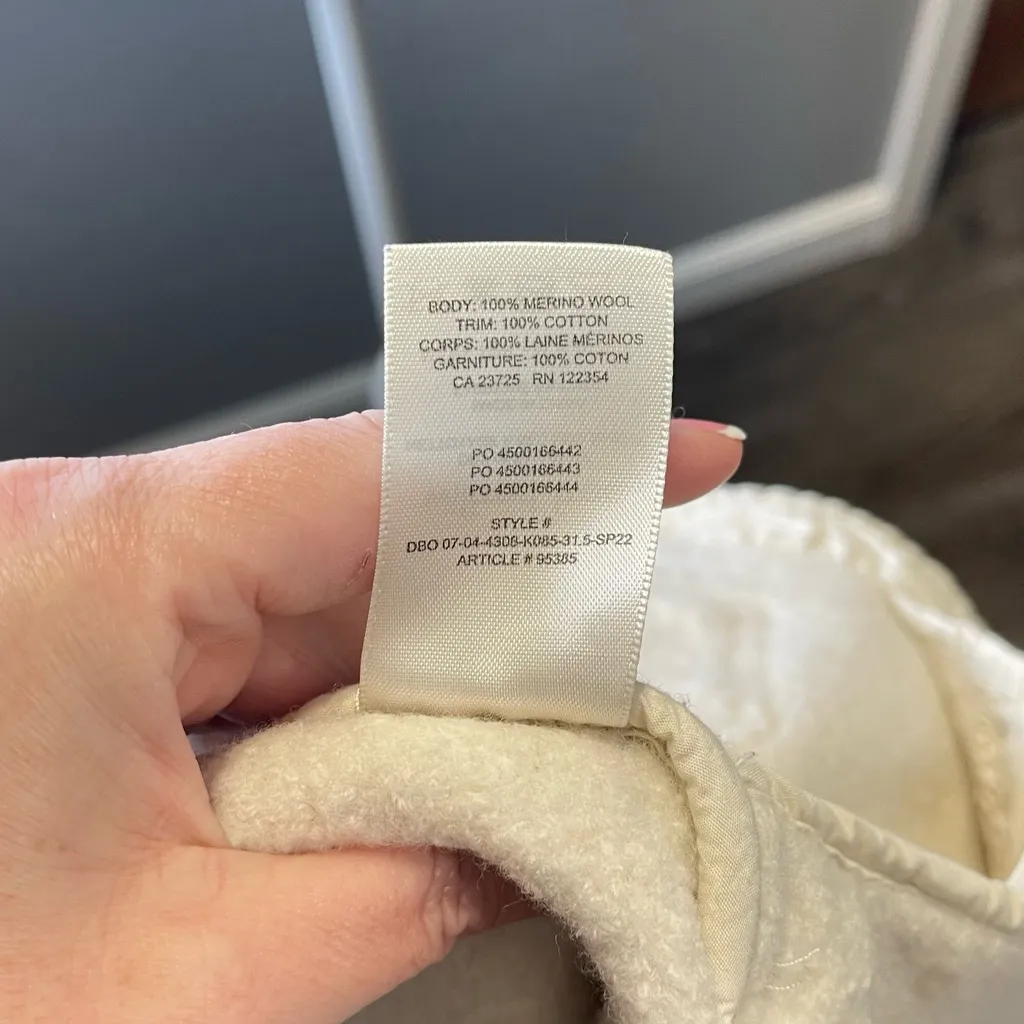 BODY: 100% MERINO WOOL
TRIM: 100% COTTON
CORPS: 100% LAINE MÉRINOS
GARNITURE: 100% COTON
CA 23725 RN 122354
PO 4500166442
PO 4500166443
PO 4500166444
STYLE #
DBO 07-04-4308-K085-31.5-SP22
ARTICLE # 95385